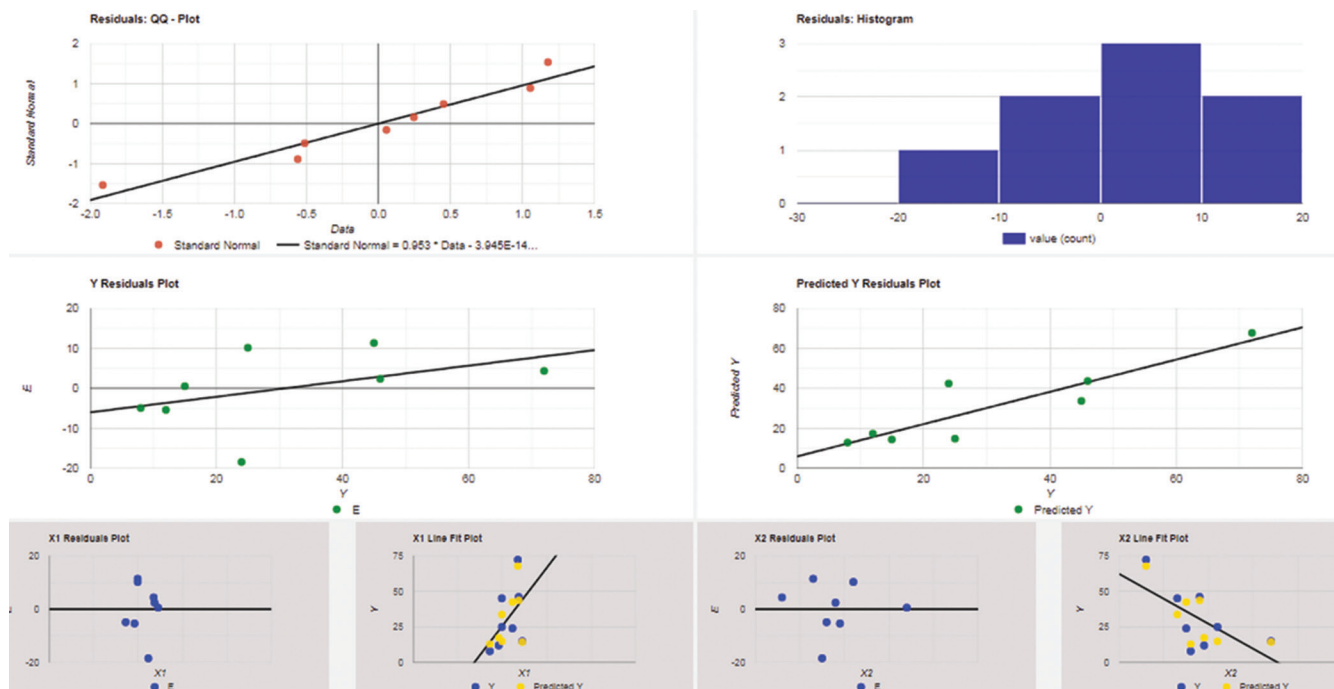 Residuals: QQ - Plot
2
1
0
-1
-2
Standard Normal
-2.0 -1.5 -1.0 -0.5 0.0 0.5 1.0 1.5
Data
Standard Normal Standard Normal = 0.953 * Data - 3.945E-14...
Residuals: Histogram
3
2
1
0
-30 -20 -10 0 10 20
value (count)
Y Residuals Plot
20
10
0
-10
-20
E
0 20 40 60 80
Y
E
Predicted Y Residuals Plot
80
60
40
20
0
Predicted Y
0 20 40 60 80
Y
Predicted Y
X1 Residuals Plot
20
0
-20
X1
E
X1 Line Fit Plot
75
50
25
0
Y
X1
Y Predicted Y
X2 Residuals Plot
20
0
-20
E
X2
E
X2 Line Fit Plot
75
50
25
0
Y
X2
Y Predicted Y